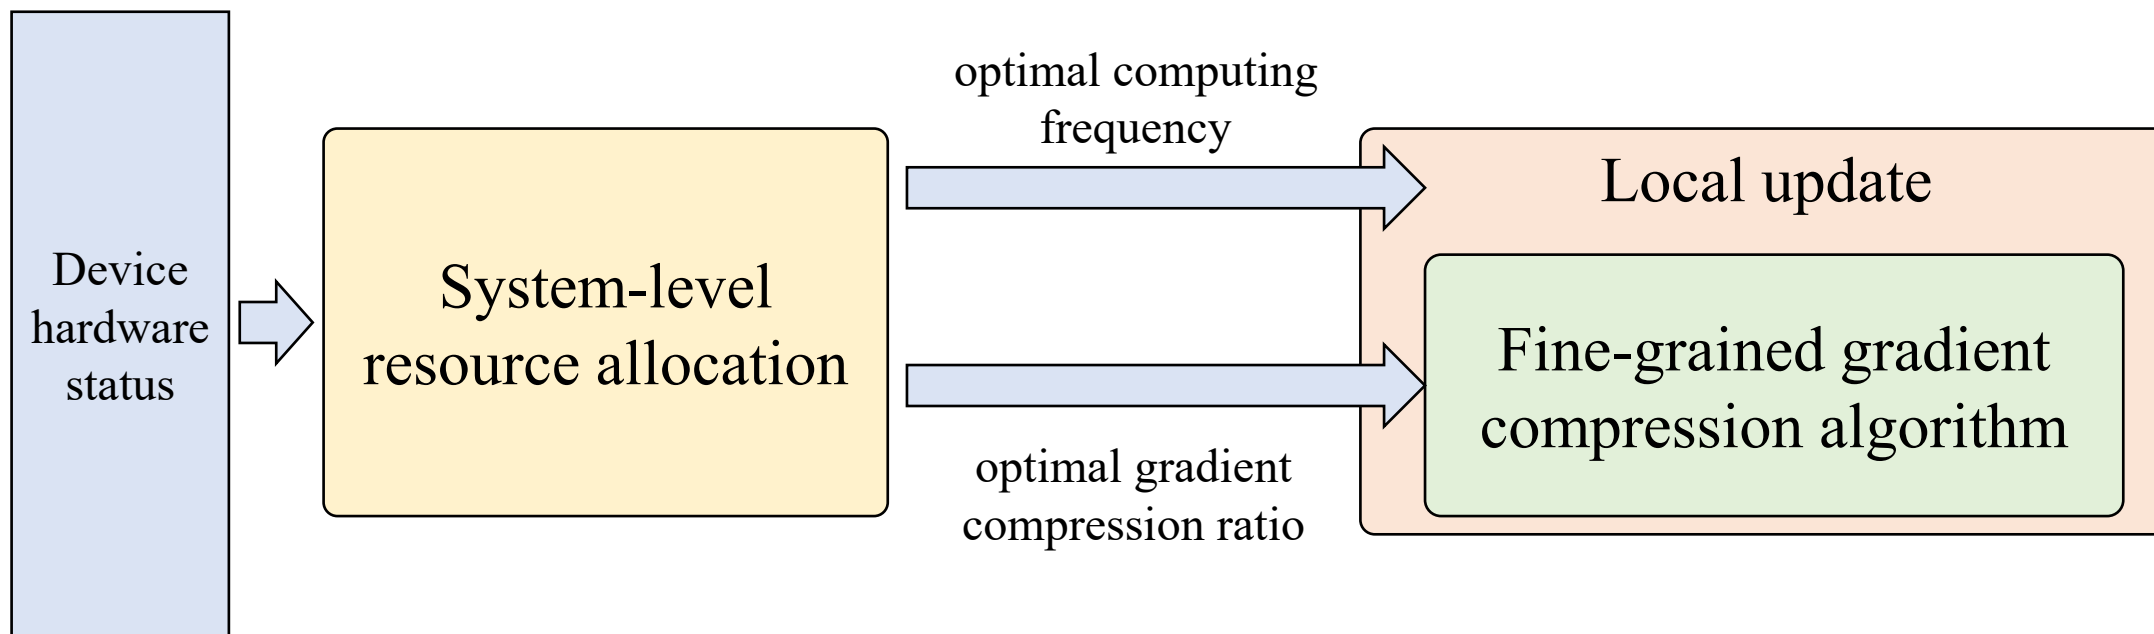 Device
hardware
status
System-level
resource allocation
optimal computing
frequency
optimal gradient
compression ratio
Local update
Fine-grained gradient
compression algorithm